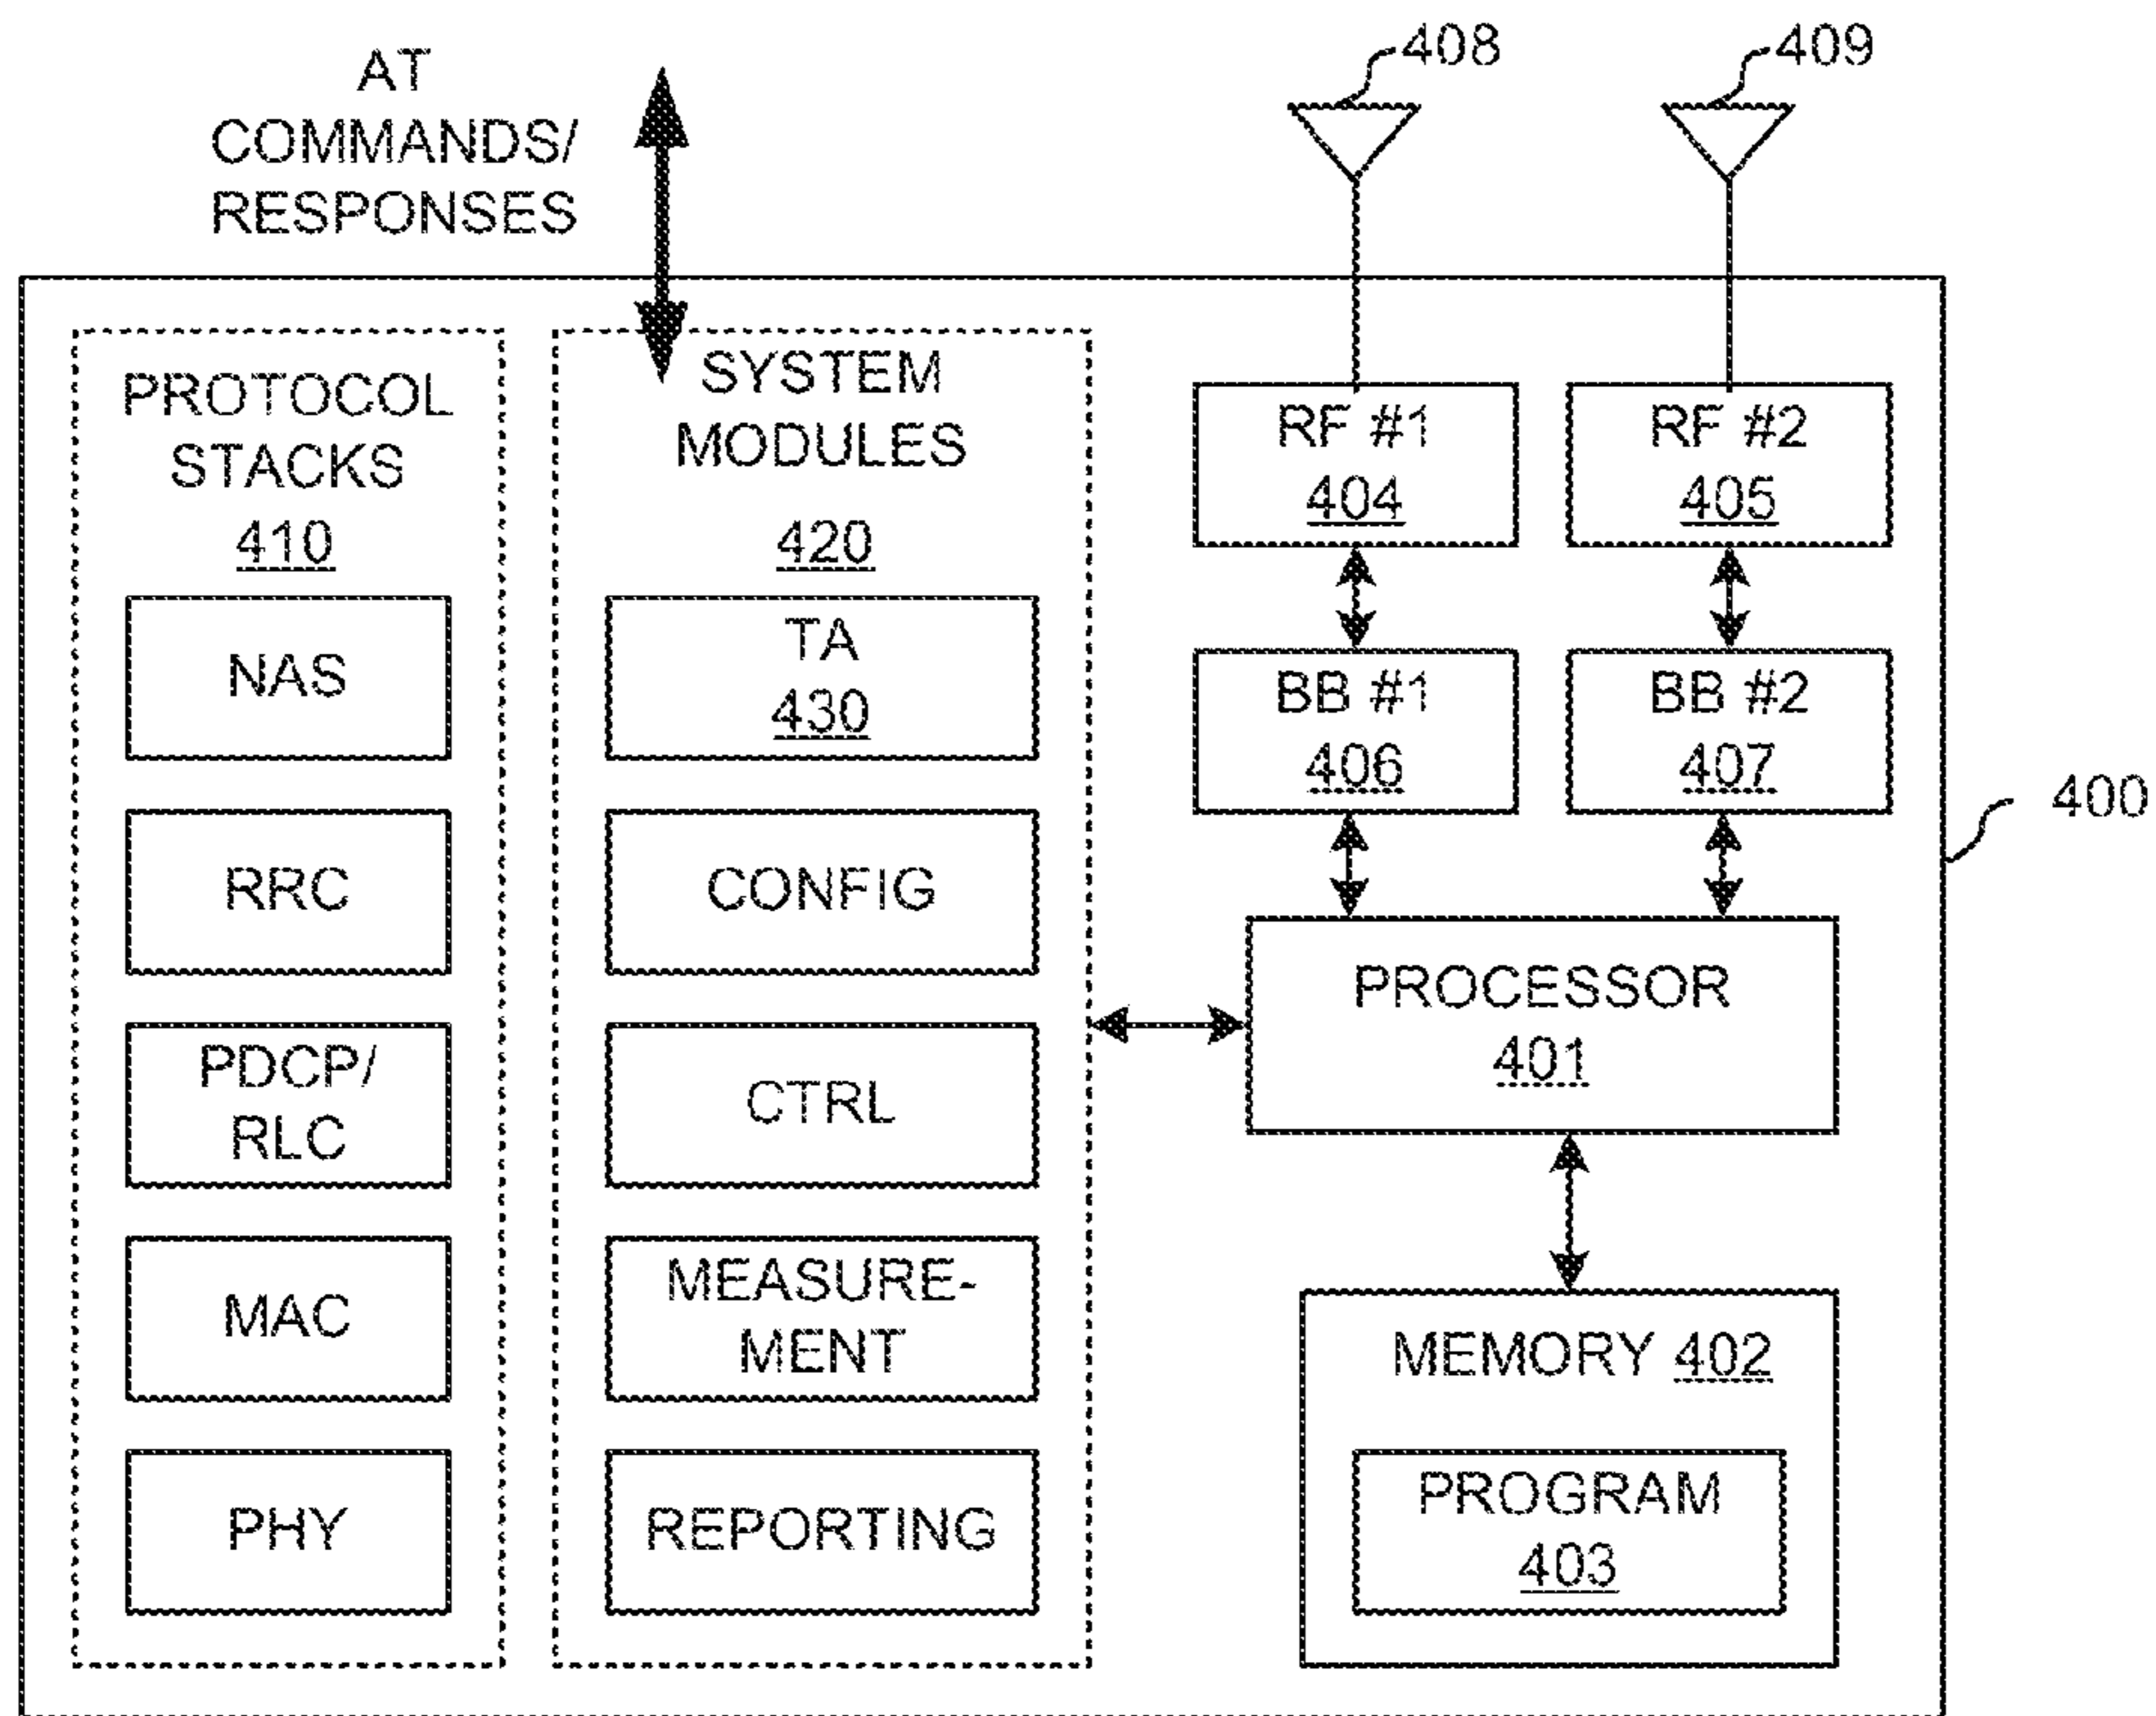 AT
COMMANDS/
RESPONSES
408
409
PROTOCOL
STACKS
410
NAS
RRC
PDCP/
RLC
MAC
PHY
SYSTEM
MODULES
420
TA
430
CONFIG
CTRL
MEASURE-
MENT
REPORTING
RF #1
404
RF #2
405
BB #1
406
BB #2
407
400
PROCESSOR
401
MEMORY 402
PROGRAM
403